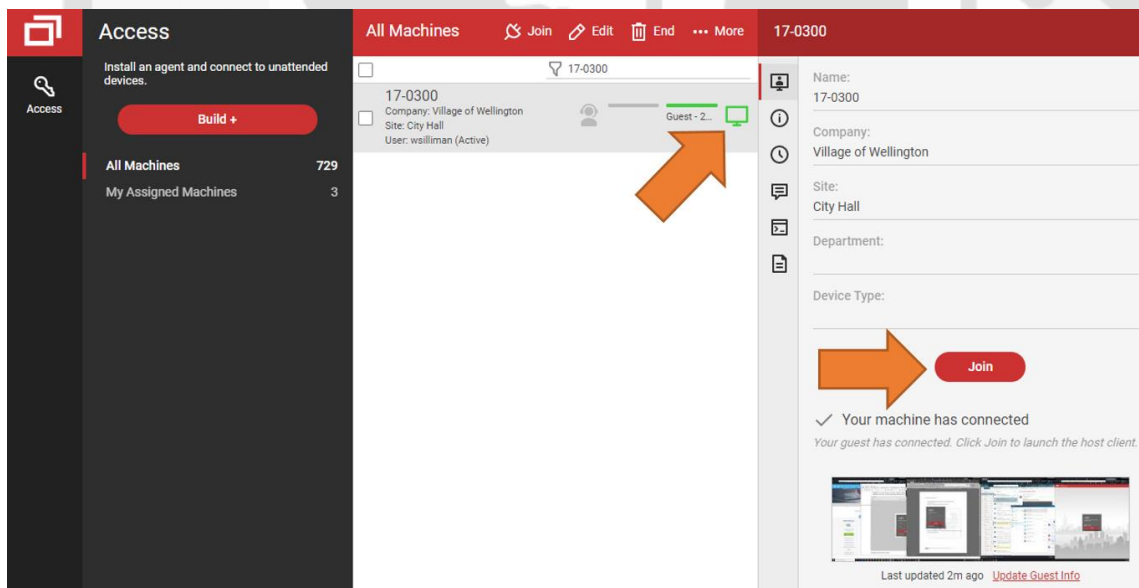 Access
Access
Install an agent and connect to unattended
devices.
Build +
All Machines 729
My Assigned Machines 3
All Machines Join Edit End ••• More
17-0300
17-0300
Company: Village of Wellington
Site: City Hall
User: wsilliman (Active)
Guest - 2...
17-0300
Name:
17-0300
Company:
Village of Wellington
Site:
City Hall
Department:
Device Type:
Join
Your machine has connected
Your guest has connected. Click Join to launch the host client.
Last updated 2m ago Update Guest Info